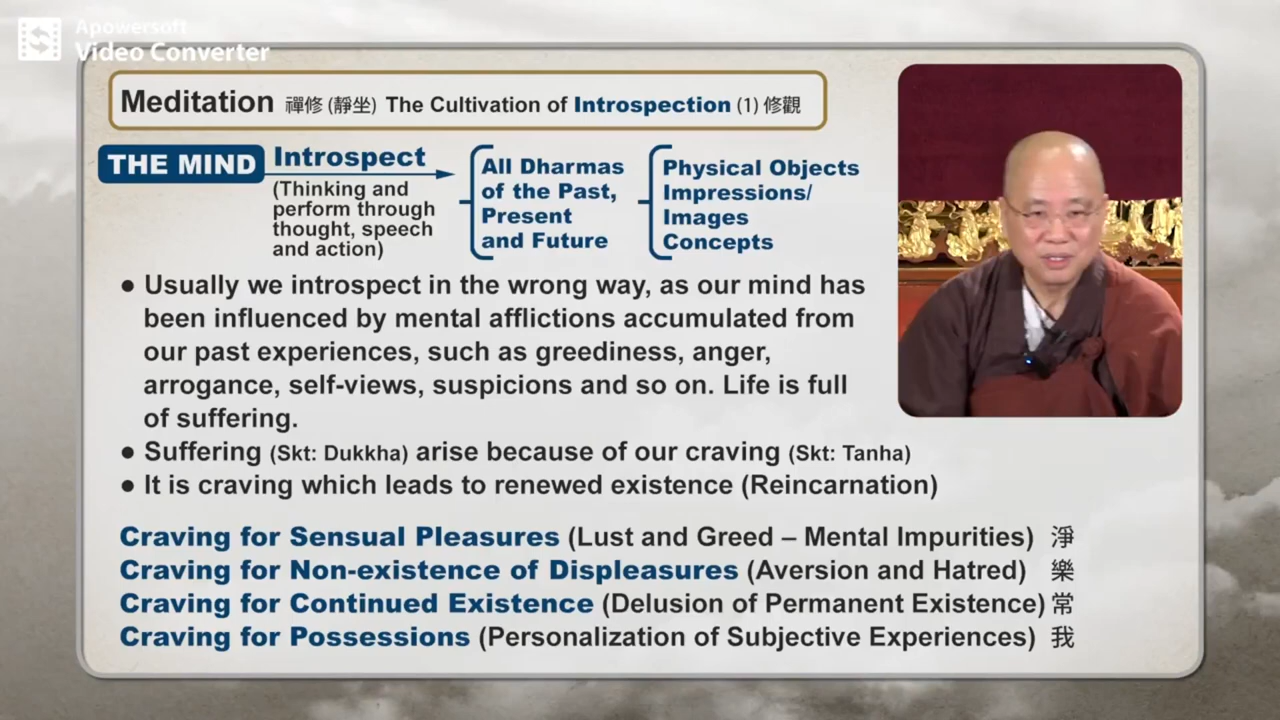 Apowersoft
Video Converter
Meditation 禪修 (靜坐) The Cultivation of Introspection (1) 修觀
THE MIND
Introspect
(Thinking and
perform through
thought, speech
and action)
All Dharmas
of the Past,
Present
and Future
Physical Objects
Impressions/
Images
Concepts
● Usually we introspect in the wrong way, as our mind has
been influenced by mental afflictions accumulated from
our past experiences, such as greediness, anger,
arrogance, self-views, suspicions and so on. Life is full
of suffering.
● Suffering (Skt: Dukkha) arise because of our craving (Skt: Tanha)
● It is craving which leads to renewed existence (Reincarnation)
Craving for Sensual Pleasures (Lust and Greed – Mental Impurities) 淨
Craving for Non-existence of Displeasures (Aversion and Hatred) 樂
Craving for Continued Existence (Delusion of Permanent Existence) 常
Craving for Possessions (Personalization of Subjective Experiences) 我